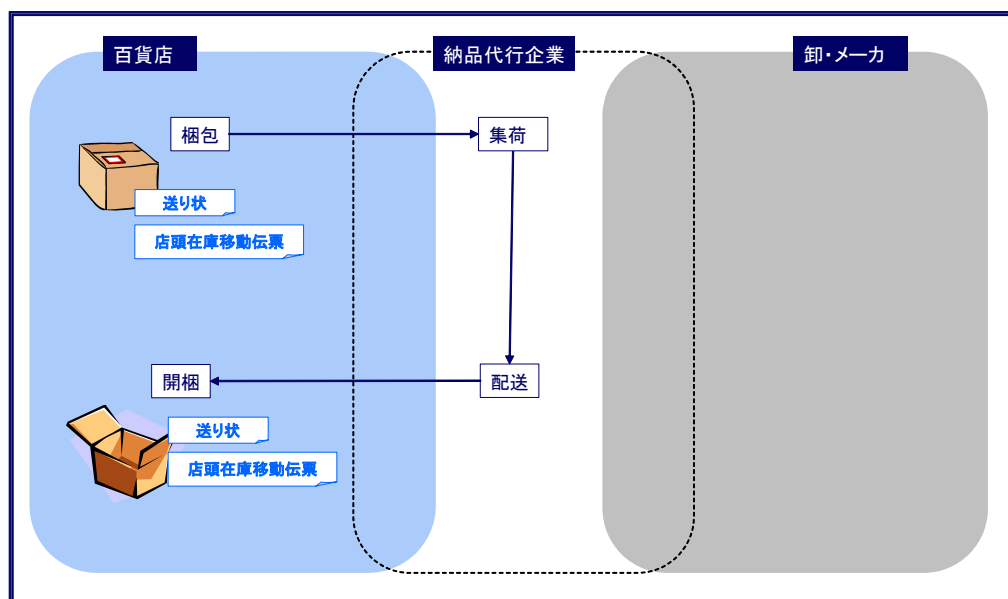 百貨店
納品代行企業
卸・メーカ
梱包
集荷
送り状
店頭在庫移動伝票
開梱
配送
送り状
店頭在庫移動伝票